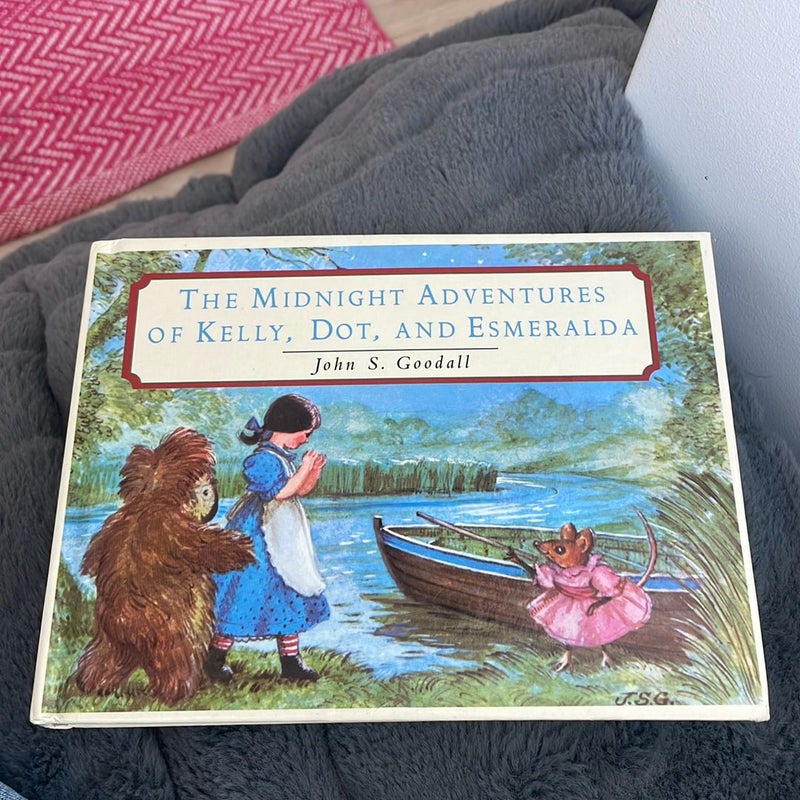 The Midnight Adventures
of Kelly, Dot, and Esmeralda
John S. Goodall
J.S.G.